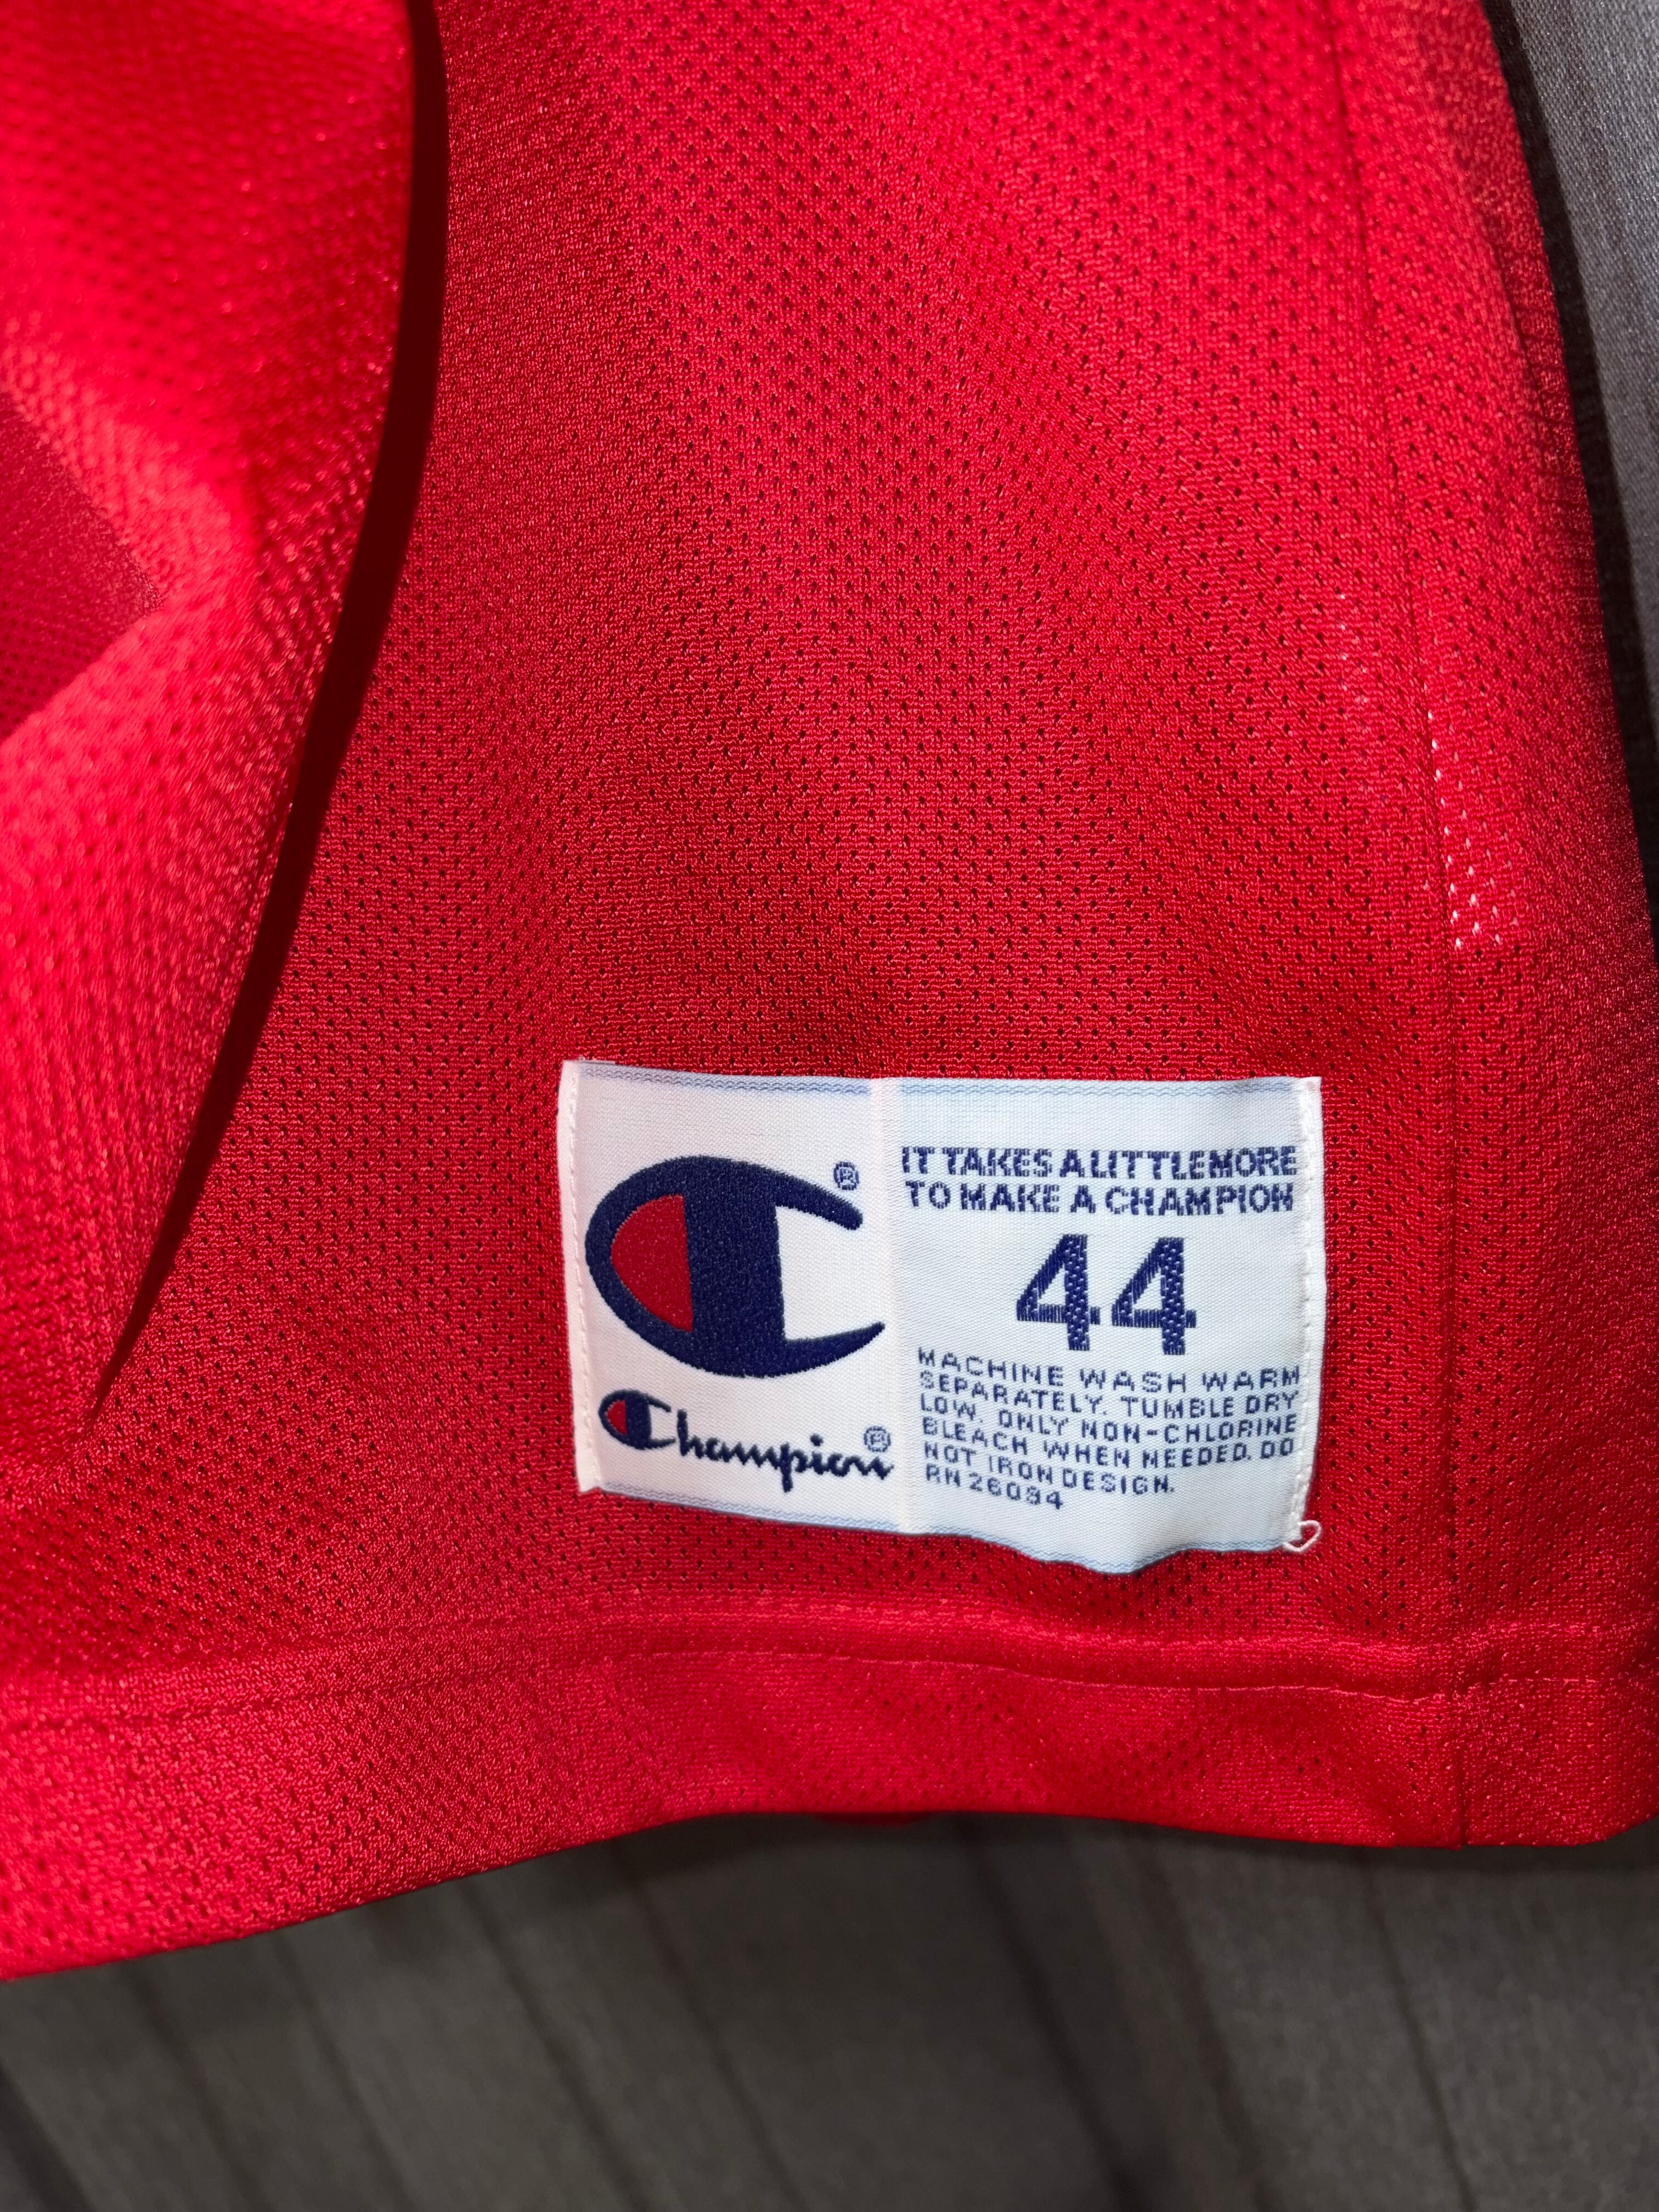 ®
Champion®
IT TAKES A LITTLE MORE
TO MAKE A CHAMPION
44
MACHINE WASH WARM
SEPARATELY. TUMBLE DRY
LOW. ONLY NON-CHLORINE
BLEACH WHEN NEEDED. DO
NOT IRON DESIGN.
RN 26094